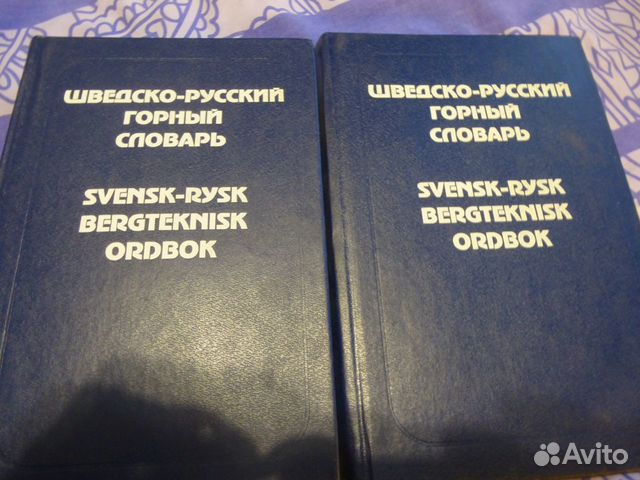 ШВЕДСКО-РУССКИЙ
ГОРНЫЙ
СЛОВАРЬ
SVENSK-RYSK
BERGTEKNISK
ORDBOK
ШВЕДСКО-РУССКИЙ
ГОРНЫЙ
СЛОВАРЬ
SVENSK-RYSK
BERGTEKNISK
ORDBOK
Avito